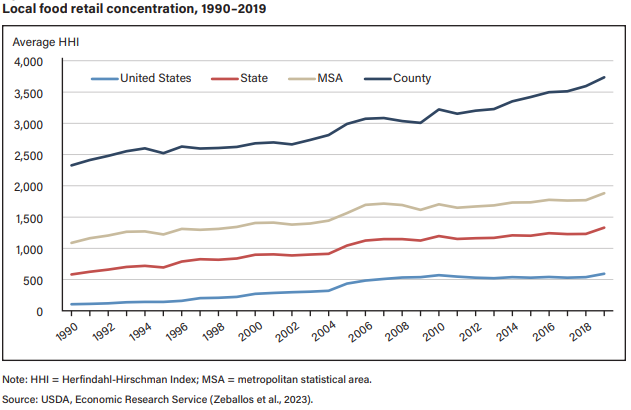 Local food retail concentration, 1990–2019
Average HHI
4,000
3,500
3,000
2,500
2,000
1,500
1,000
500
0
United States State MSA County
1990 1992 1994 1996 1998 2000 2002 2004 2006 2008 2010 2012 2014 2016 2018
Note: HHI = Herfindahl-Hirschman Index; MSA = metropolitan statistical area.
Source: USDA, Economic Research Service (Zeballos et al., 2023).